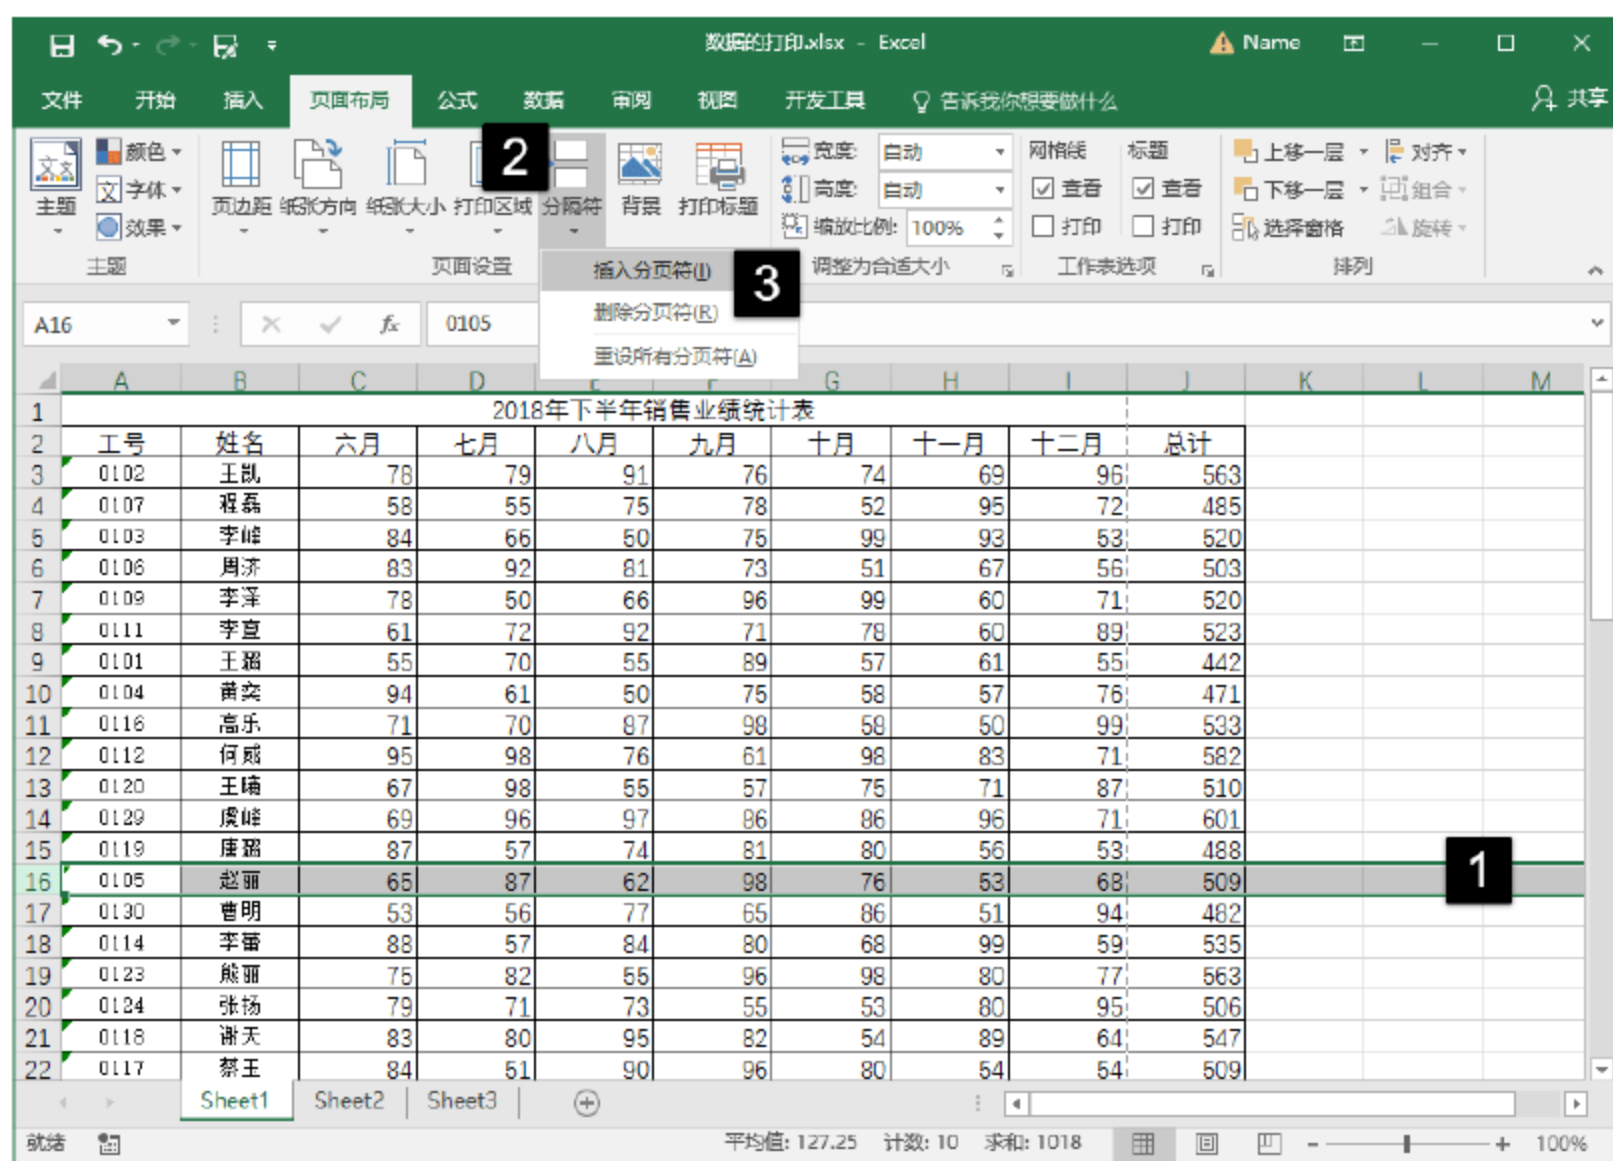 数据的打印.xlsx - Excel
Name
文件 开始 插入 页面布局 公式 数据 审阅 视图 开发工具 告诉我你想要做什么 共享
颜色 宽度: 自动 网格线 标题 上移一层 对齐
文文 文 字体 高度: 自动 查看 查看 下移一层 组合
主题 效果 页边距 纸张方向 纸张大小 打印区域 分隔符 背景 打印标题 缩放比例: 100% 打印 打印 选择窗格 旋转
2
主题 页面设置 调整为合适大小 工作表选项 排列
插入分页符(I)
3
删除分页符(R)
重设所有分页符(A)
A16 fx 0105
A B C D E F G H I J K L M
1 2018年下半年销售业绩统计表
2 工号 姓名 六月 七月 八月 九月 十月 十一月 十二月 总计
3 0102 王凯 78 79 91 76 74 69 96 563
4 0107 程磊 58 55 75 78 52 95 72 485
5 0103 李峰 84 66 50 75 99 93 53 520
6 0106 周济 83 92 81 73 51 67 56 503
7 0109 李泽 78 50 66 96 99 60 71 520
8 0111 李宣 61 72 92 71 78 60 89 523
9 0101 王璐 55 70 55 89 57 61 55 442
10 0104 黄奕 94 61 50 75 58 57 76 471
11 0116 高乐 71 70 87 98 58 50 99 533
12 0112 何威 95 98 76 61 98 83 71 582
13 0120 王 67 98 55 57 75 71 87 510
14 0129 虞峰 69 96 97 86 86 96 71 601
15 0119 唐璐 87 57 74 81 80 56 53 488
16 0105 赵丽 65 87 62 98 76 53 68 509
1
17 0130 曹明 53 56 77 65 86 51 94 482
18 0114 李蕾 88 57 84 80 68 99 59 535
19 0123 熊丽 75 82 55 96 98 80 77 563
20 0124 张扬 79 71 73 55 53 80 95 506
21 0118 谢天 83 80 95 82 54 89 64 547
22 0117 蔡王 84 51 90 96 80 54 54 509
Sheet1 Sheet2 Sheet3
就绪 平均值: 127.25 计数: 10 求和: 1018 100%